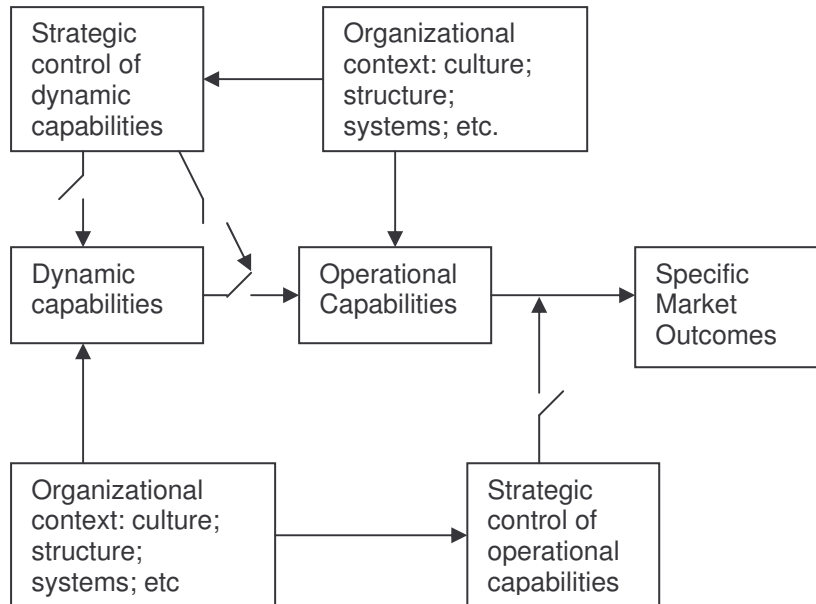 Strategic
control of
dynamic
capabilities
Organizational
context: culture;
structure;
systems; etc.
Dynamic
capabilities
Operational
Capabilities
Specific
Market
Outcomes
Organizational
context: culture;
structure;
systems; etc
Strategic
control of
operational
capabilities